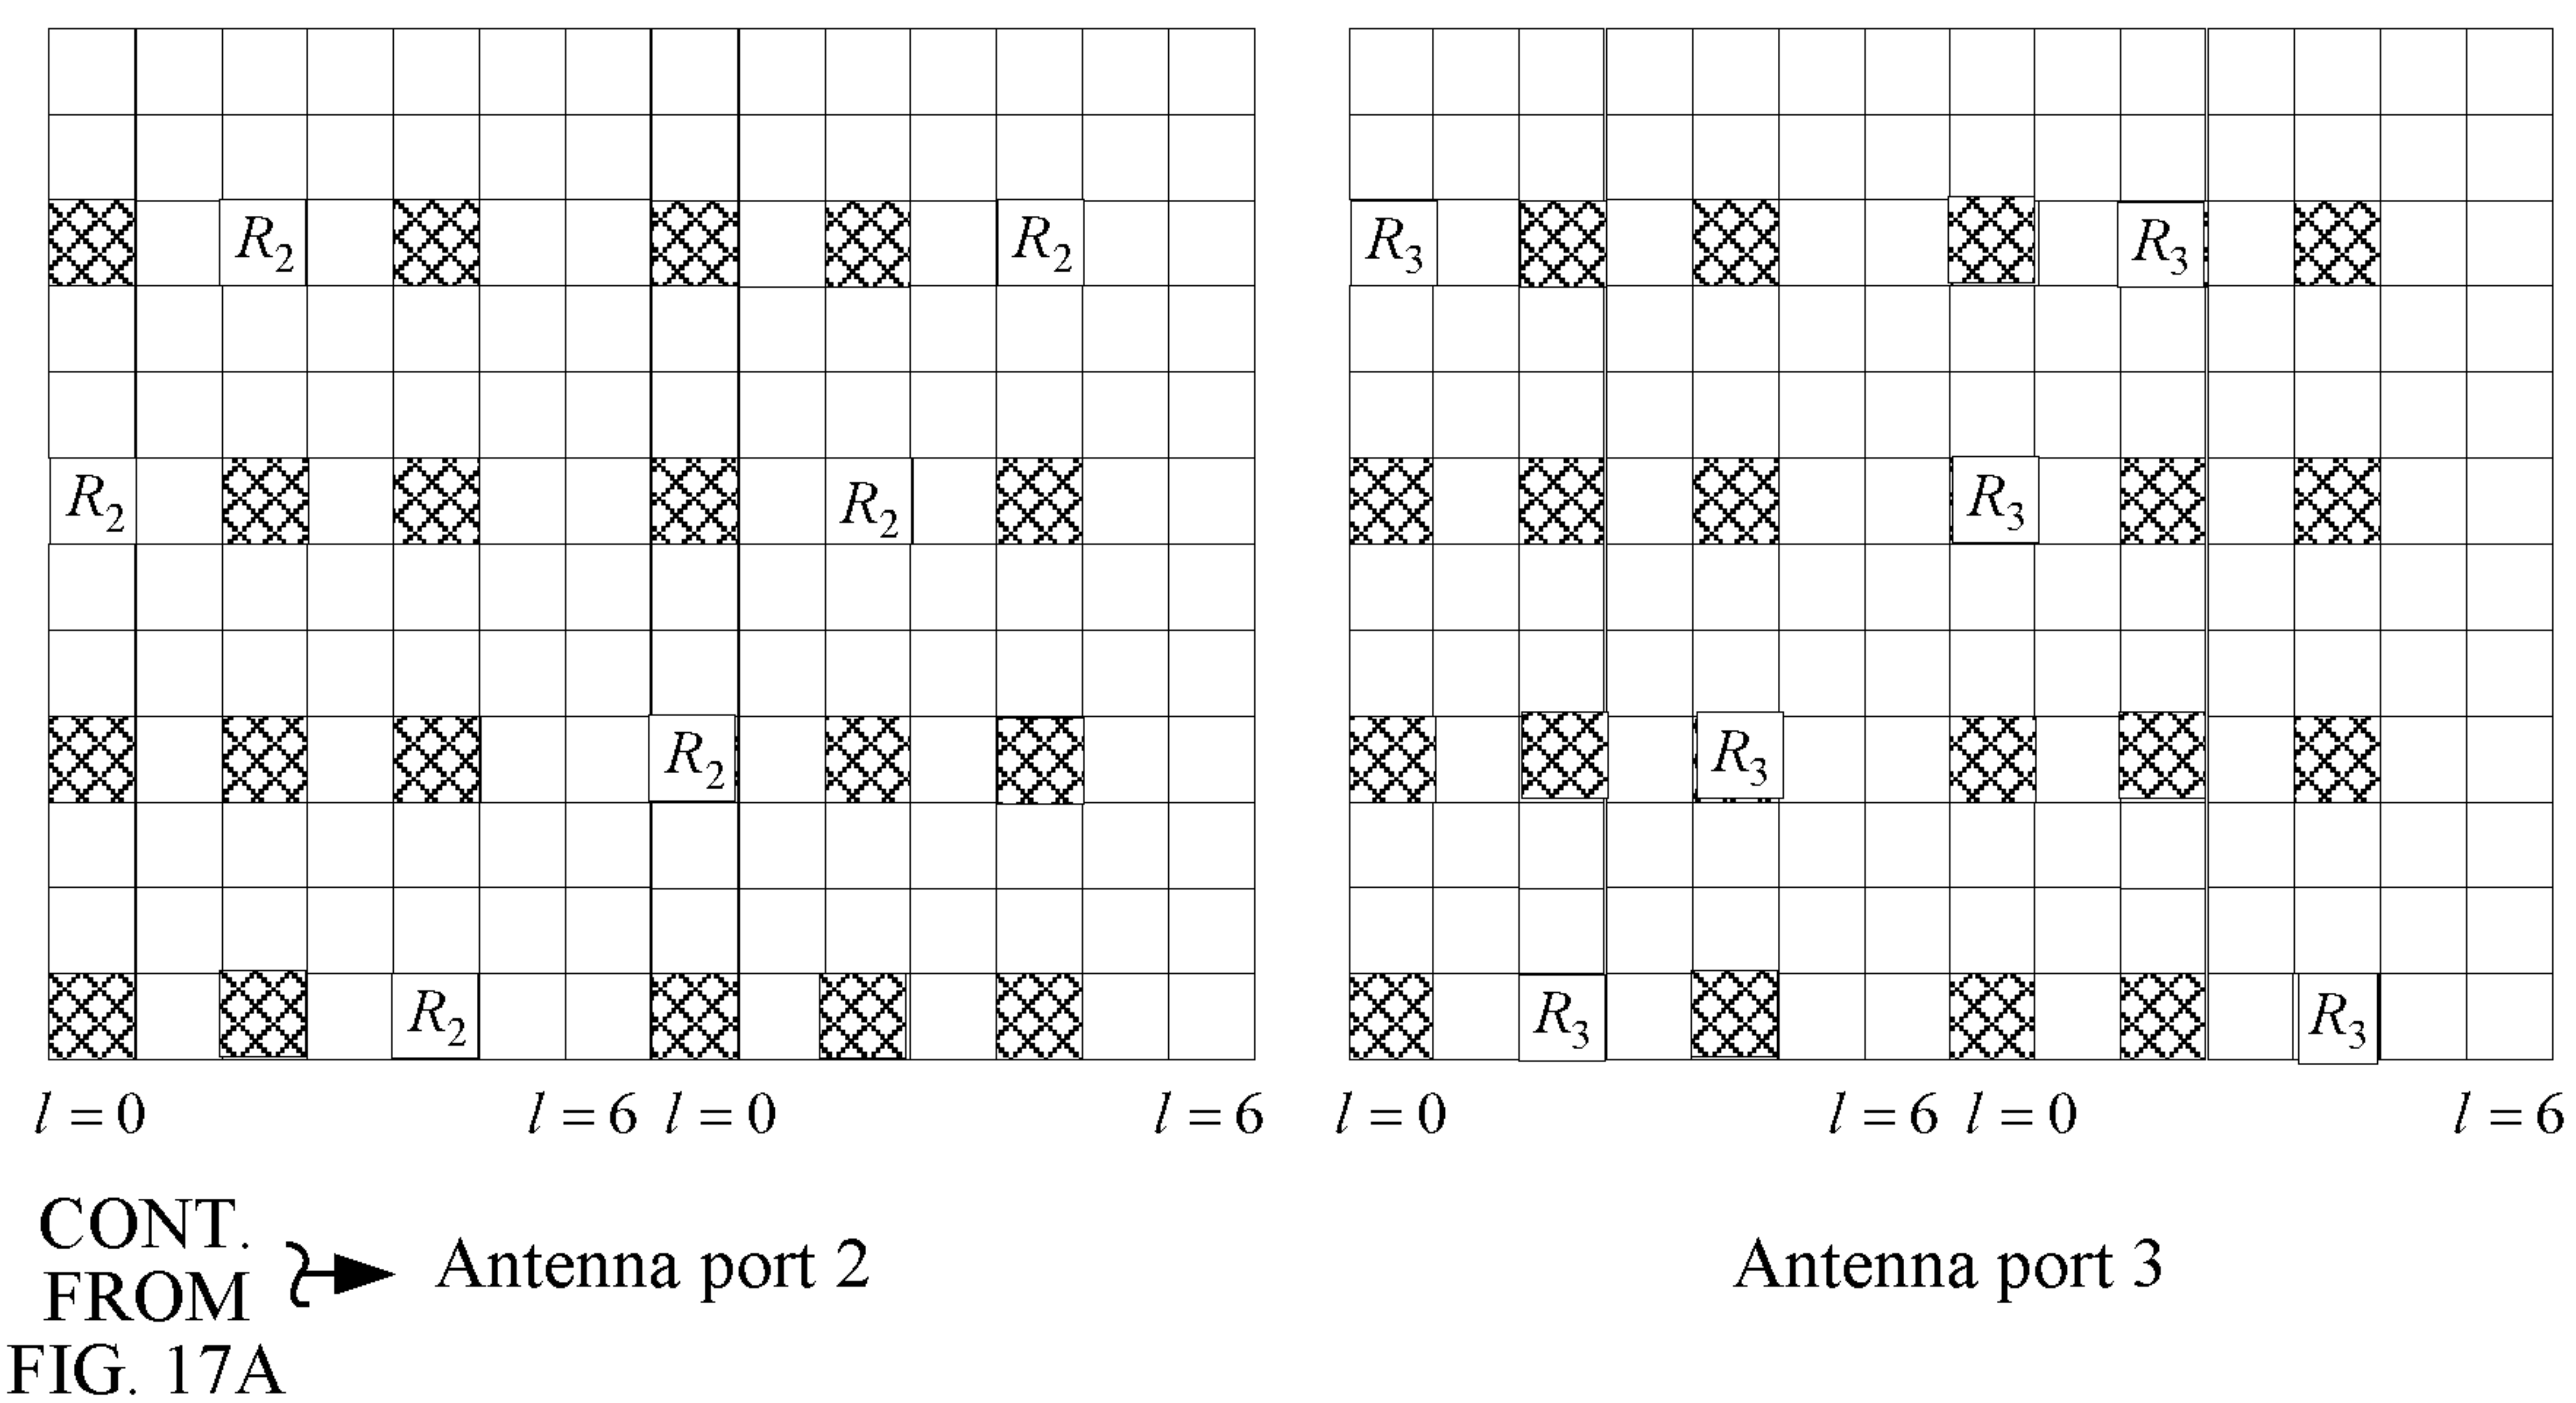 R₂ R₂ R₃ R₃
R₂ R₂ R₃
R₂ R₃
R₂ R₃ R₃
l = 0 l = 6 l = 0 l = 6 l = 0 l = 6 l = 0 l = 6
CONT.
FROM
FIG. 17A
Antenna port 2
Antenna port 3